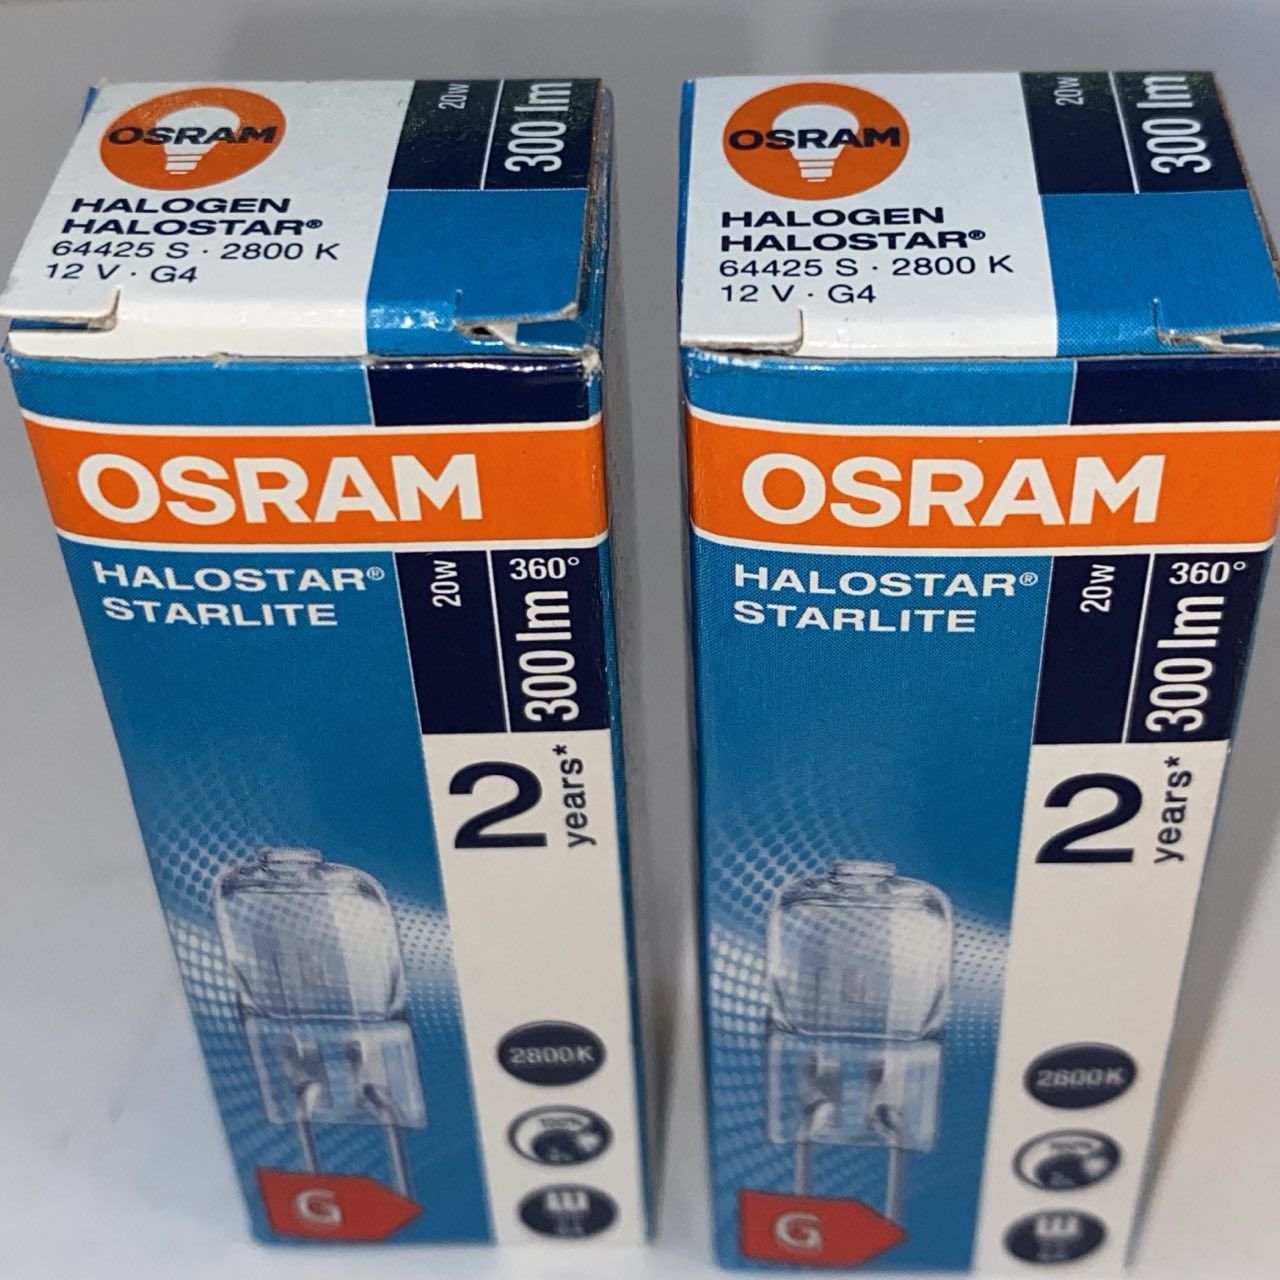 OSRAM
20w
300 lm
HALOGEN
HALOSTAR®
64425 S · 2800 K
12 V · G4
OSRAM
HALOSTAR®
STARLITE
20w
360°
300 lm
2
years*
2800K
G
OSRAM
20w
300 lm
HALOGEN
HALOSTAR®
64425 S · 2800 K
12 V · G4
OSRAM
HALOSTAR®
STARLITE
20w
360°
300 lm
2
years*
2800K
G